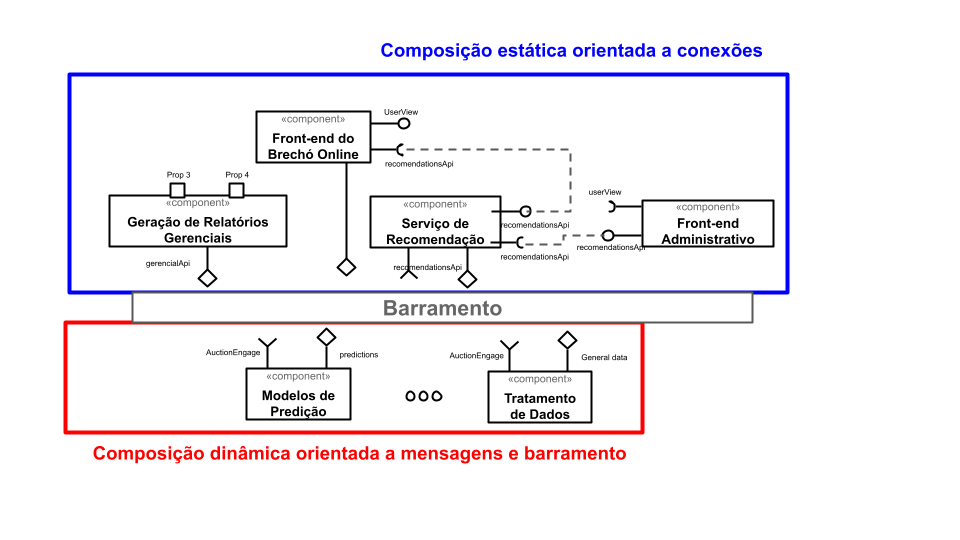 Composição estática orientada a conexões
«component»
Front-end do
Brechó Online
UserView
recomendationsApi
Prop 3
Prop 4
«component»
Geração de Relatórios
Gerenciais
gerencialApi
«component»
Serviço de
Recomendação
recomendationsApi
recomendationsApi
recomendationsApi
userView
recomendationsApi
«component»
Front-end
Administrativo
Barramento
AuctionEngage
predictions
«component»
Modelos de
Predição
AuctionEngage
General data
«component»
Tratamento
de Dados
Composição dinâmica orientada a mensagens e barramento